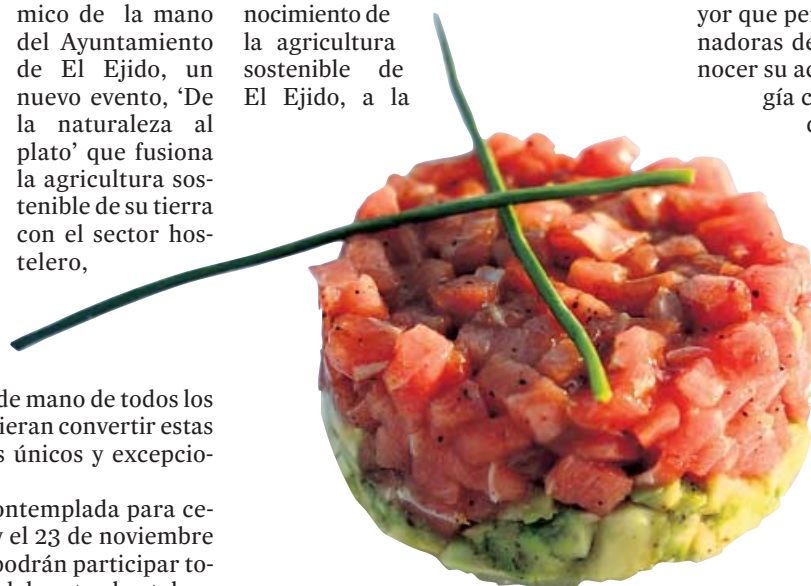 mico de la mano
del Ayuntamiento
de El Ejido, un
nuevo evento, ‘De
la naturaleza al
plato’ que fusiona
la agricultura sos-
tenible de su tierra
con el sector hos-
telero,
de mano de todos los
ieran convertir estas
s únicos y excepcio-
ontemplada para ce-
y el 23 de noviembre
podrán participar to-
nocimiento de
la agricultura
sostenible de
El Ejido, a la
yor que pe
nadoras de
nocer su ac
gía c